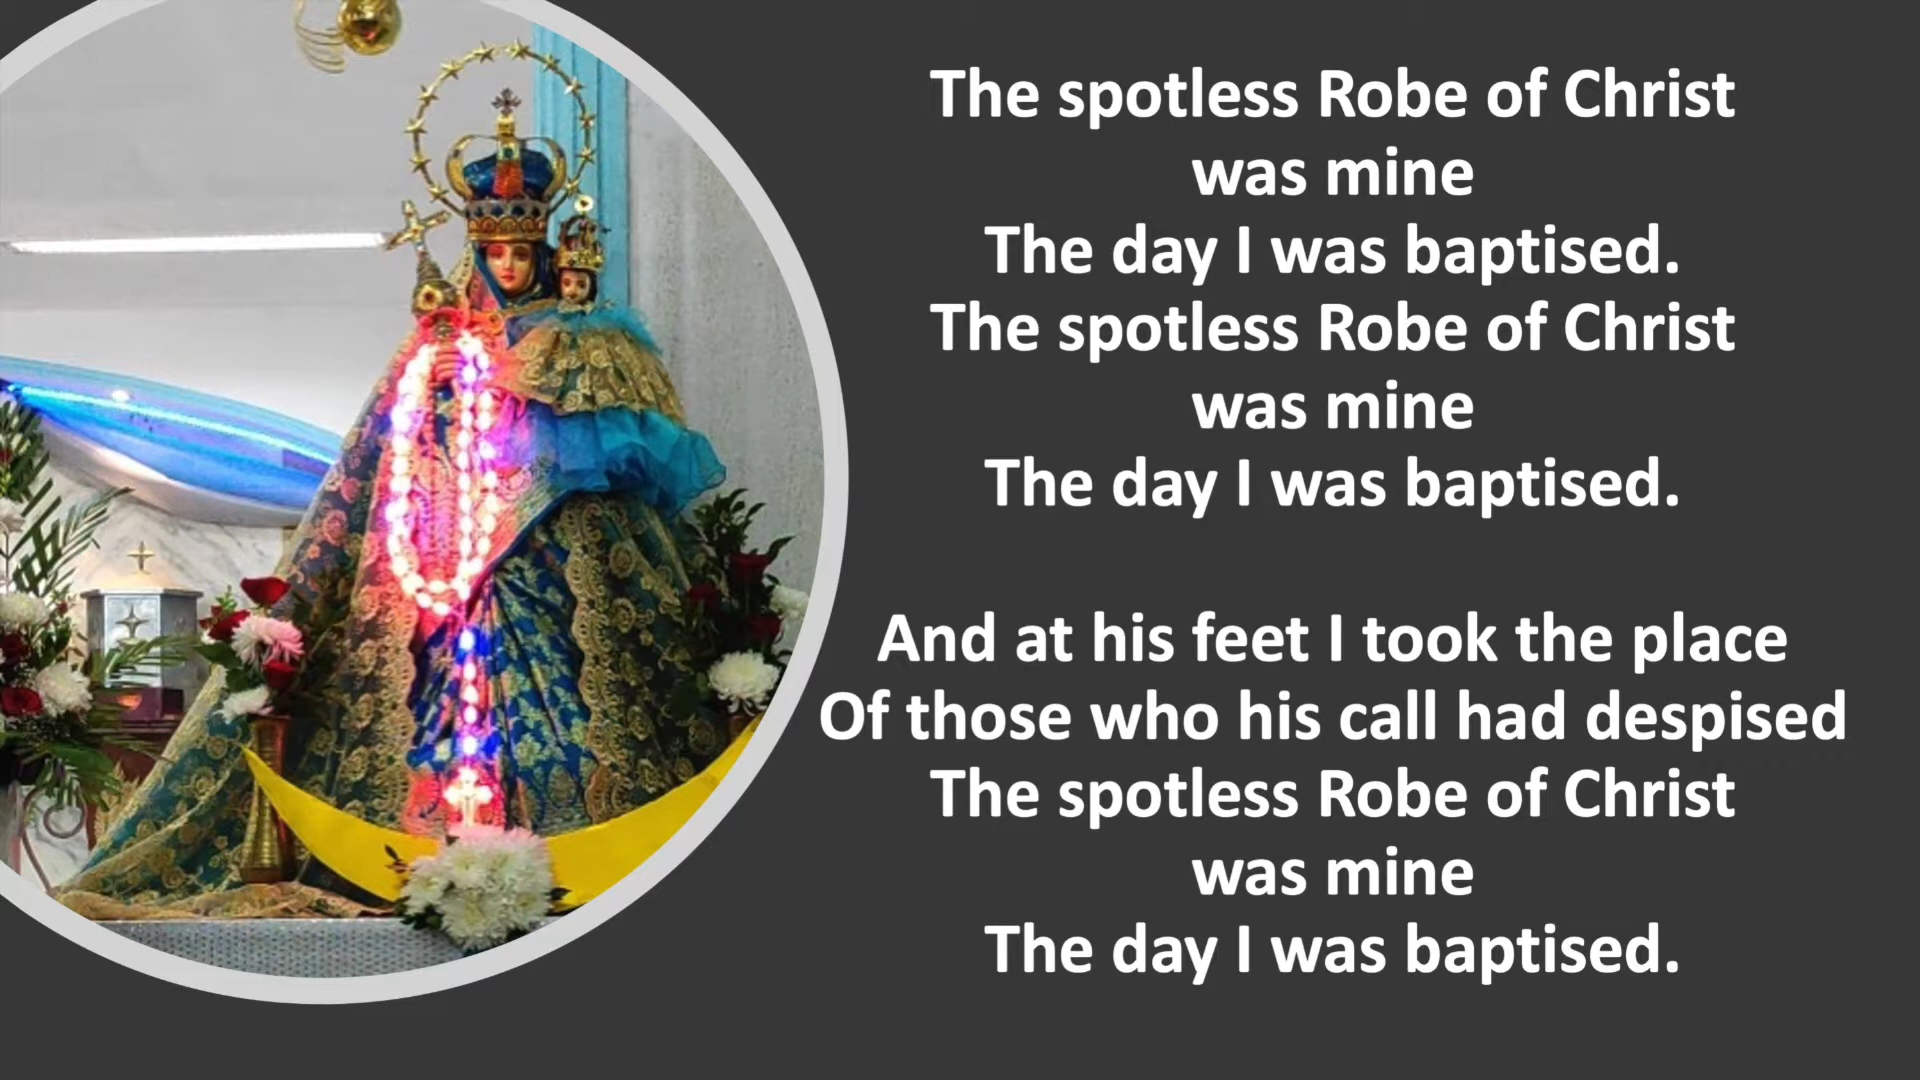 The spotless Robe of Christ
was mine
The day I was baptised.
The spotless Robe of Christ
was mine
The day I was baptised.
And at his feet I took the place
Of those who his call had despised
The spotless Robe of Christ
was mine
The day I was baptised.